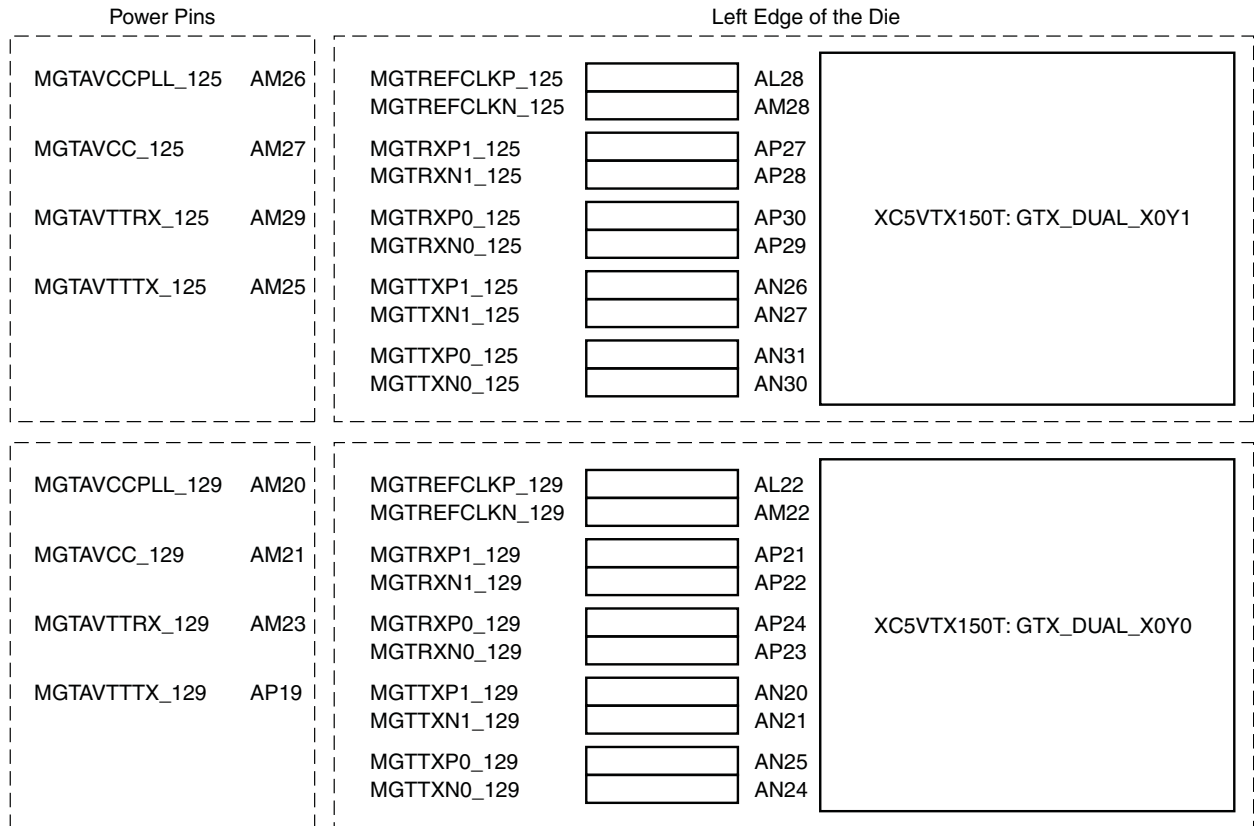 Power Pins Left Edge of the Die
MGTAVCCPLL_125 AM26 MGTREFCLKP_125 AL28
MGTREFCLKN_125 AM28
MGTAVCC_125 AM27 MGTRXP1_125 AP27
MGTRXN1_125 AP28
MGTAVTTRX_125 AM29 MGTRXP0_125 AP30 XC5VTX150T: GTX_DUAL_X0Y1
MGTRXN0_125 AP29
MGTAVTTTX_125 AM25 MGTTXP1_125 AN26
MGTTXN1_125 AN27
MGTTXP0_125 AN31
MGTTXN0_125 AN30
MGTAVCCPLL_129 AM20 MGTREFCLKP_129 AL22
MGTREFCLKN_129 AM22
MGTAVCC_129 AM21 MGTRXP1_129 AP21
MGTRXN1_129 AP22
MGTAVTTRX_129 AM23 MGTRXP0_129 AP24 XC5VTX150T: GTX_DUAL_X0Y0
MGTRXN0_129 AP23
MGTAVTTTX_129 AP19 MGTTXP1_129 AN20
MGTTXN1_129 AN21
MGTTXP0_129 AN25
MGTTXN0_129 AN24